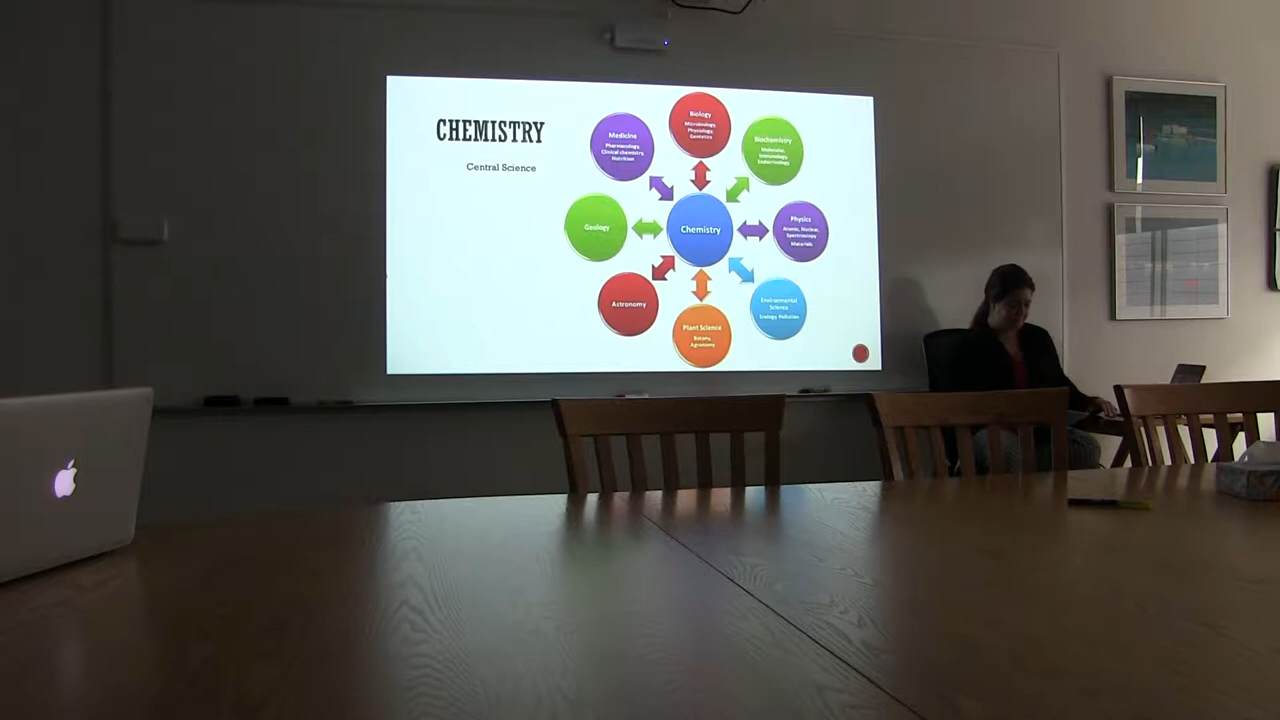 CHEMISTRY
Central Science
Biology
Microbiology,
Physiology,
Genetics
Medicine
Pharmacology,
Clinical chemistry,
Nutrition
Biochemistry
Molecular,
Immunology,
Endocrinology
Geology
Chemistry
Physics
Atomic, Nuclear,
Spectroscopy
Materials
Astronomy
Environmental
Science
Ecology, Pollution
Plant Science
Botany,
Agronomy